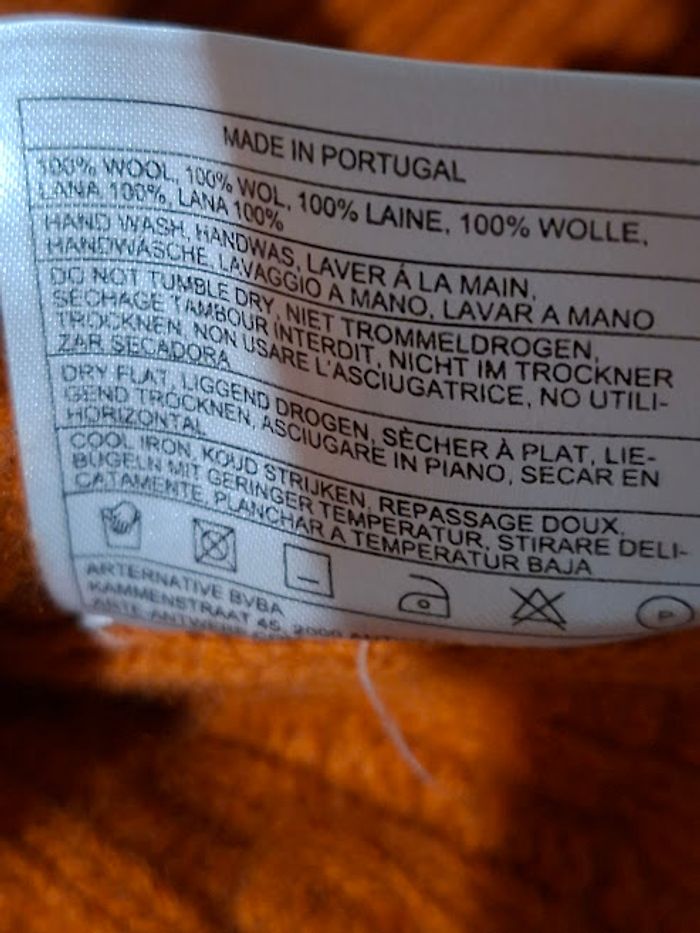 MADE IN PORTUGAL
100% WOOL, 100% WOL, 100% LAINE, 100% WOLLE,
LANA 100%, LANA 100%
HAND WASH, HANDWAS, LAVER Á LA MAIN,
HANDWÄSCHE, LAVAGGIO A MANO, LAVAR A MANO
DO NOT TUMBLE DRY, NIET TROMMELDROGEN,
SÉCHAGE TAMBOUR INTERDIT, NICHT IM TROCKNER
TROCKNEN, NON USARE L'ASCIUGATRICE, NO UTILI-
ZAR SECADORA
DRY FLAT, LIGGEND DROGEN, SÈCHER À PLAT, LIE-
GEND TROCKNEN, ASCIUGARE IN PIANO, SECAR EN
HORIZONTAL
COOL IRON, KOUD STRIJKEN, REPASSAGE DOUX,
BÜGELN MIT GERINGER TEMPERATUR, STIRARE DELI-
CATAMENTE, PLANCHAR A TEMPERATUR BAJA
P
ARTERNATIVE BVBA
KAMMENSTRAAT 45, 2000